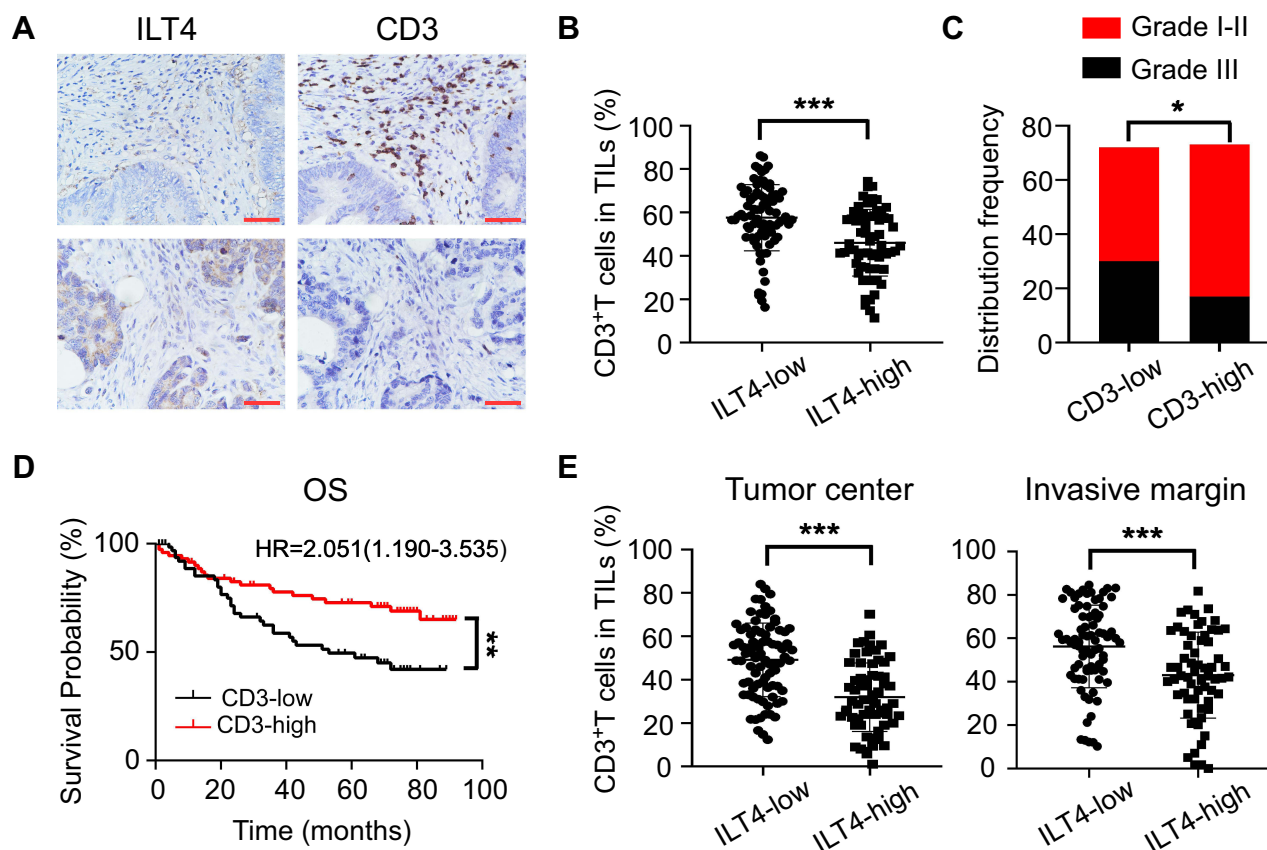 A
ILT4
CD3
B
***
CD3+T cells in TILs (%)
100
80
60
40
20
0
ILT4-low
ILT4-high
C
Grade I-II
Grade III
*
Distribution frequency
80
60
40
20
0
CD3-low
CD3-high
D
OS
HR=2.051(1.190-3.535)
**
Survival Probability (%)
100
50
0
CD3-low
CD3-high
0 20 40 60 80 100
Time (months)
E
Tumor center
***
CD3+T cells in TILs (%)
100
80
60
40
20
0
ILT4-low
ILT4-high
Invasive margin
***
100
80
60
40
20
0
ILT4-low
ILT4-high